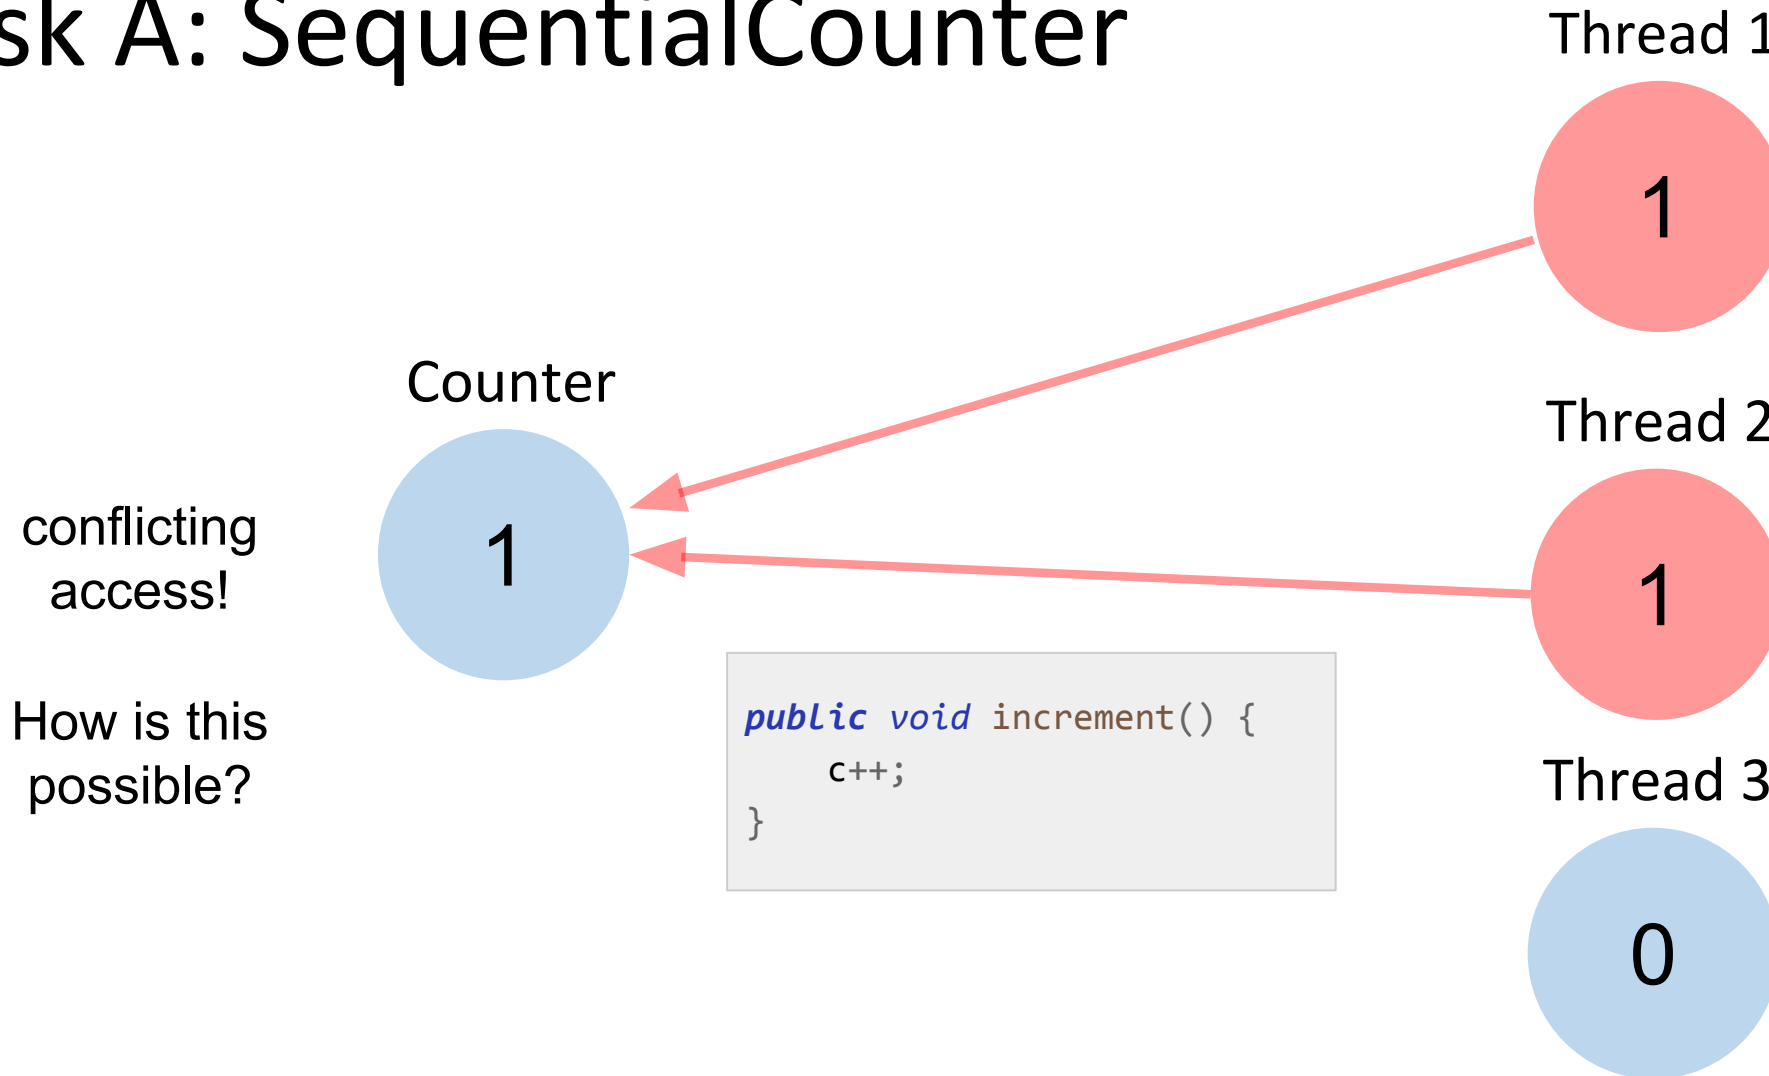 sk A: SequentialCounter
Thread 1
1
Counter
1
conflicting
access!
How is this
possible?
Thread 2
1
public void increment() {
c++;
}
Thread 3
0